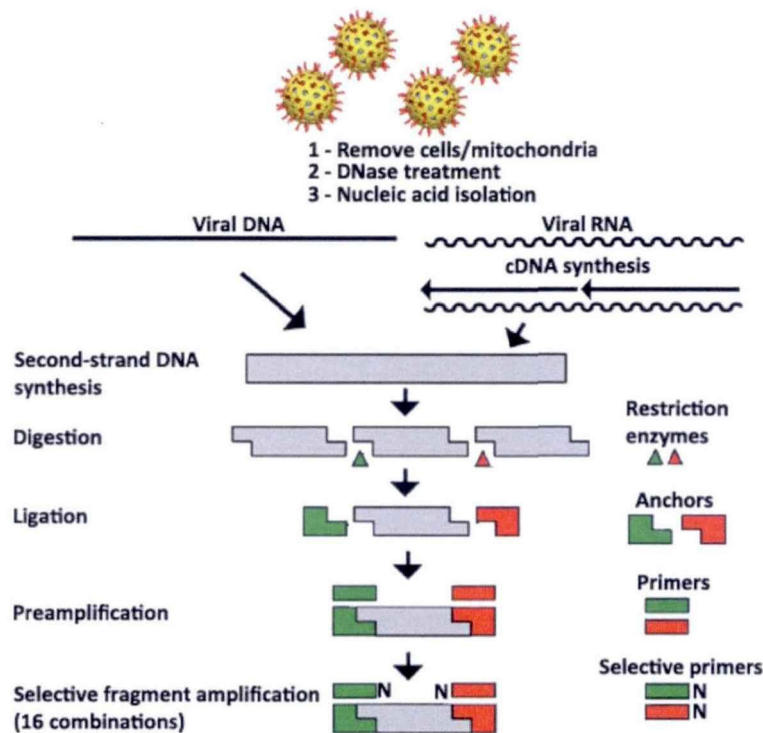 1 - Remove cells/mitochondria
2 - DNase treatment
3 - Nucleic acid isolation
Viral DNA
Viral RNA
cDNA synthesis
Second-strand DNA
synthesis
Digestion
Restriction
enzymes
Ligation
Anchors
Preamplification
Primers
Selective fragment amplification
(16 combinations)
N N
Selective primers
N
N